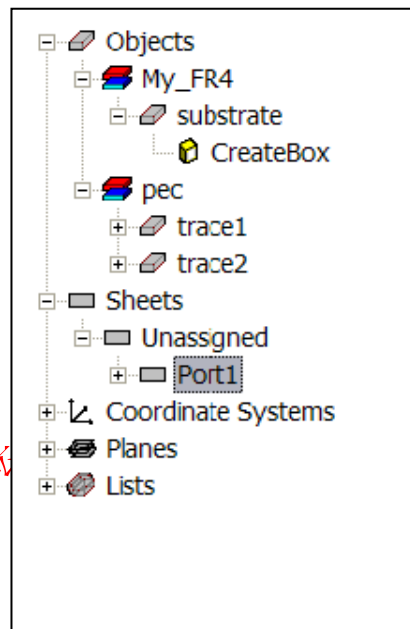 Objects
My_FR4
substrate
CreateBox
pec
trace1
trace2
Sheets
Unassigned
Port1
Coordinate Systems
Planes
Lists